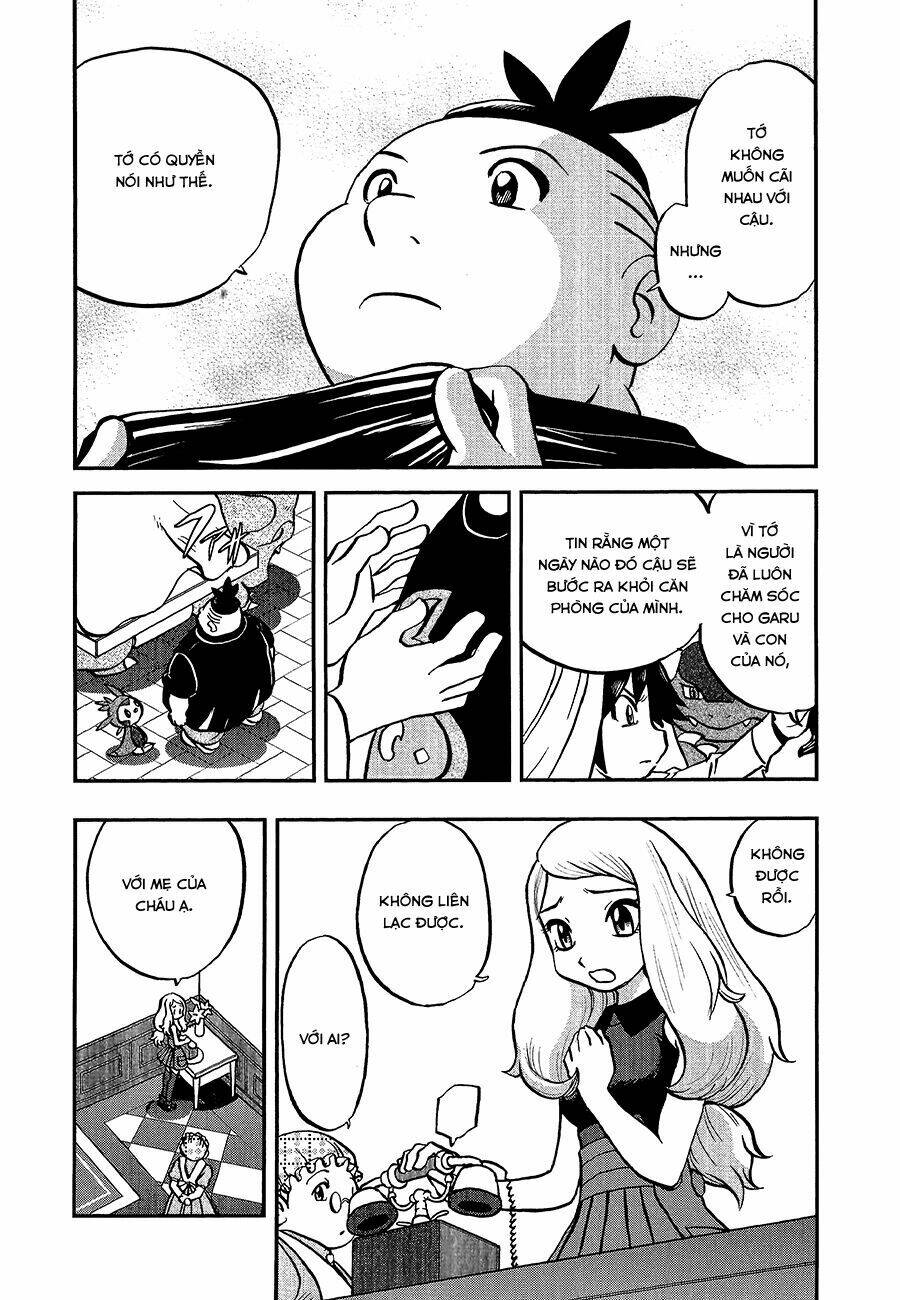 TỚ
KHÔNG
MUỐN CÃI
NHAU VỚI
CẬU.
NHƯNG
...
TỚ CÓ QUYỀN
NÓI NHƯ THẾ.
VÌ TỚ
LÀ NGƯỜI
ĐÃ LUÔN
CHĂM SÓC
CHO GARU
VÀ CON
CỦA NÓ,
TIN RẰNG MỘT
NGÀY NÀO ĐÓ CẬU SẼ
BƯỚC RA KHỎI CĂN
PHÒNG CỦA MÌNH.
KHÔNG
ĐƯỢC
RỒI.
KHÔNG LIÊN
LẠC ĐƯỢC.
VỚI AI?
VỚI MẸ CỦA
CHÁU Ạ.